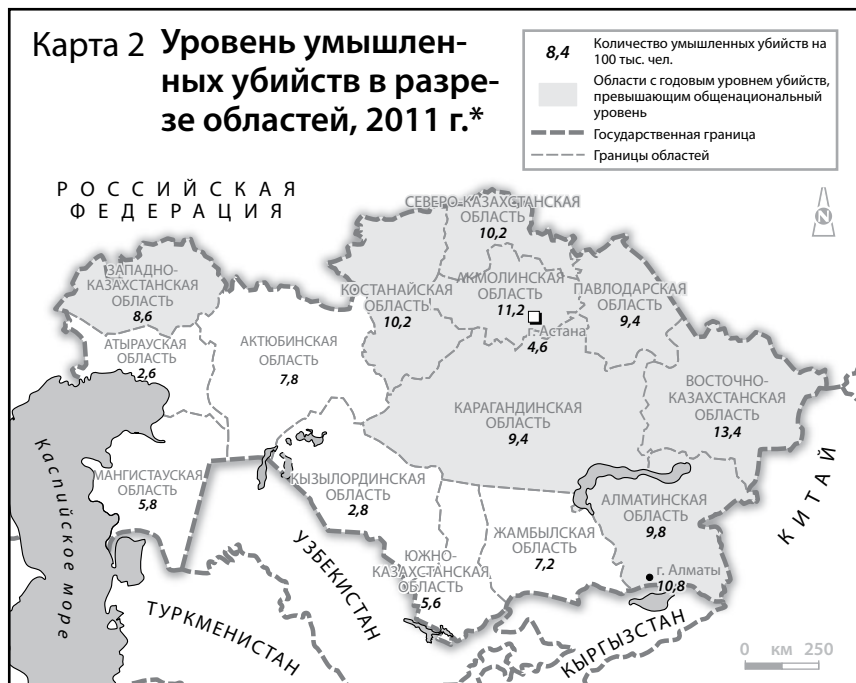 Карта 2 Уровень умышлен-
ных убийств в разре-
зе областей, 2011 г.*
8,4 Количество умышленных убийств на
100 тыс. чел.
Области с годовым уровнем убийств,
превышающим общенациональный
уровень
Государственная граница
Границы областей
РОССИЙСКАЯ
ФЕДЕРАЦИЯ
N
СЕВЕРО-КАЗАХСТАНСКАЯ
ОБЛАСТЬ
10,2
ЗАПАДНО-
КАЗАХСТАНСКАЯ
ОБЛАСТЬ
8,6
КОСТАНАЙСКАЯ
ОБЛАСТЬ
10,2
АКМОЛИНСКАЯ
ОБЛАСТЬ
11,2
г. Астана
4,6
ПАВЛОДАРСКАЯ
ОБЛАСТЬ
9,4
АТЫРАУСКАЯ
ОБЛАСТЬ
2,6
АКТЮБИНСКАЯ
ОБЛАСТЬ
7,8
ВОСТОЧНО-
КАЗАХСТАНСКАЯ
ОБЛАСТЬ
13,4
КАРАГАНДИНСКАЯ
ОБЛАСТЬ
9,4
Каспийское море
МАНГИСТАУСКАЯ
ОБЛАСТЬ
5,8
КЫЗЫЛОРДИНСКАЯ
ОБЛАСТЬ
2,8
АЛМАТИНСКАЯ
ОБЛАСТЬ
9,8
КИТАЙ
ЖАМБЫЛСКАЯ
ОБЛАСТЬ
7,2
ЮЖНО-
КАЗАХСТАНСКАЯ
ОБЛАСТЬ
5,6
г. Алматы
10,8
УЗБЕКИСТАН
ТУРКМЕНИСТАН
КЫРГЫЗСТАН
0 км 250